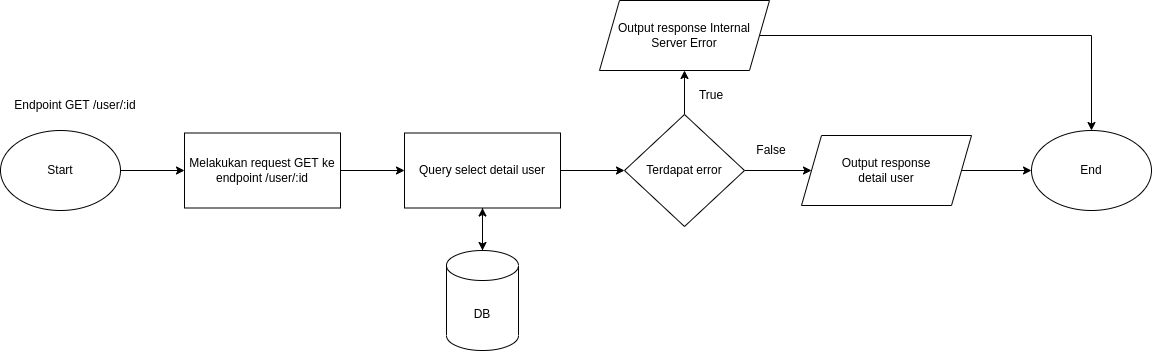 Output response Internal
Server Error
Endpoint GET /user/:id
True
Start
Melakukan request GET ke
endpoint /user/:id
Query select detail user
Terdapat error
False
Output response
detail user
End
DB